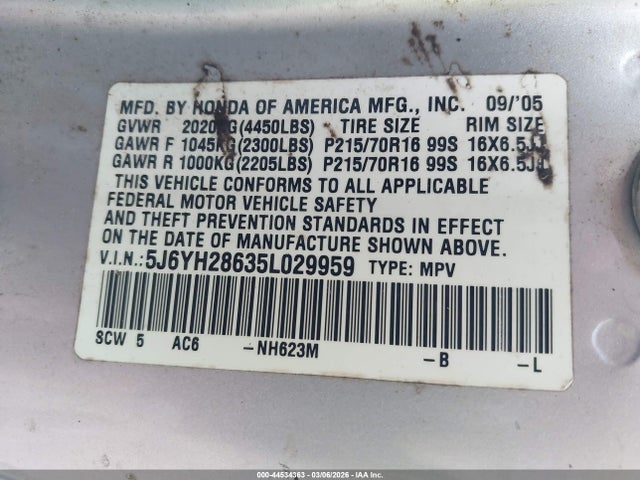 MFD. BY HONDA OF AMERICA MFG., INC. 09/'05
GVWR 2020KG(4450LBS) TIRE SIZE RIM SIZE
GAWR F 1045KG(2300LBS) P215/70R16 99S 16X6.5JJ
GAWR R 1000KG(2205LBS) P215/70R16 99S 16X6.5JJ
THIS VEHICLE CONFORMS TO ALL APPLICABLE
FEDERAL MOTOR VEHICLE SAFETY
AND THEFT PREVENTION STANDARDS IN EFFECT
ON THE DATE OF MANUFACTURE SHOWN ABOVE.
V.I.N.:5J6YH28635L029959 TYPE: MPV
SCW 5 AC6 -NH623M -B -L
000-44534363 - 03/06/2026 - IAA Inc.